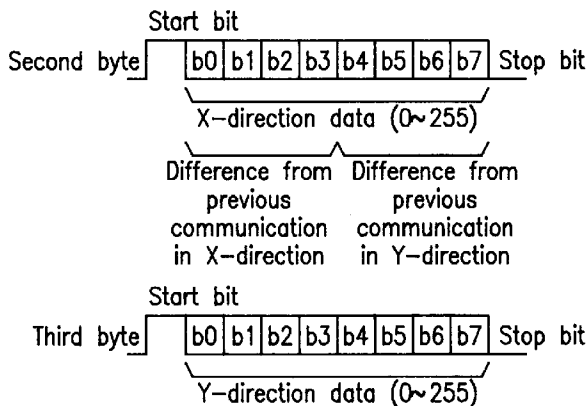 Start bit
Second byte b0 b1 b2 b3 b4 b5 b6 b7 Stop bit
X-direction data (0~255)
Difference from Difference from
previous previous
communication communication
in X-direction in Y-direction
Start bit
Third byte b0 b1 b2 b3 b4 b5 b6 b7 Stop bit
Y-direction data (0~255)